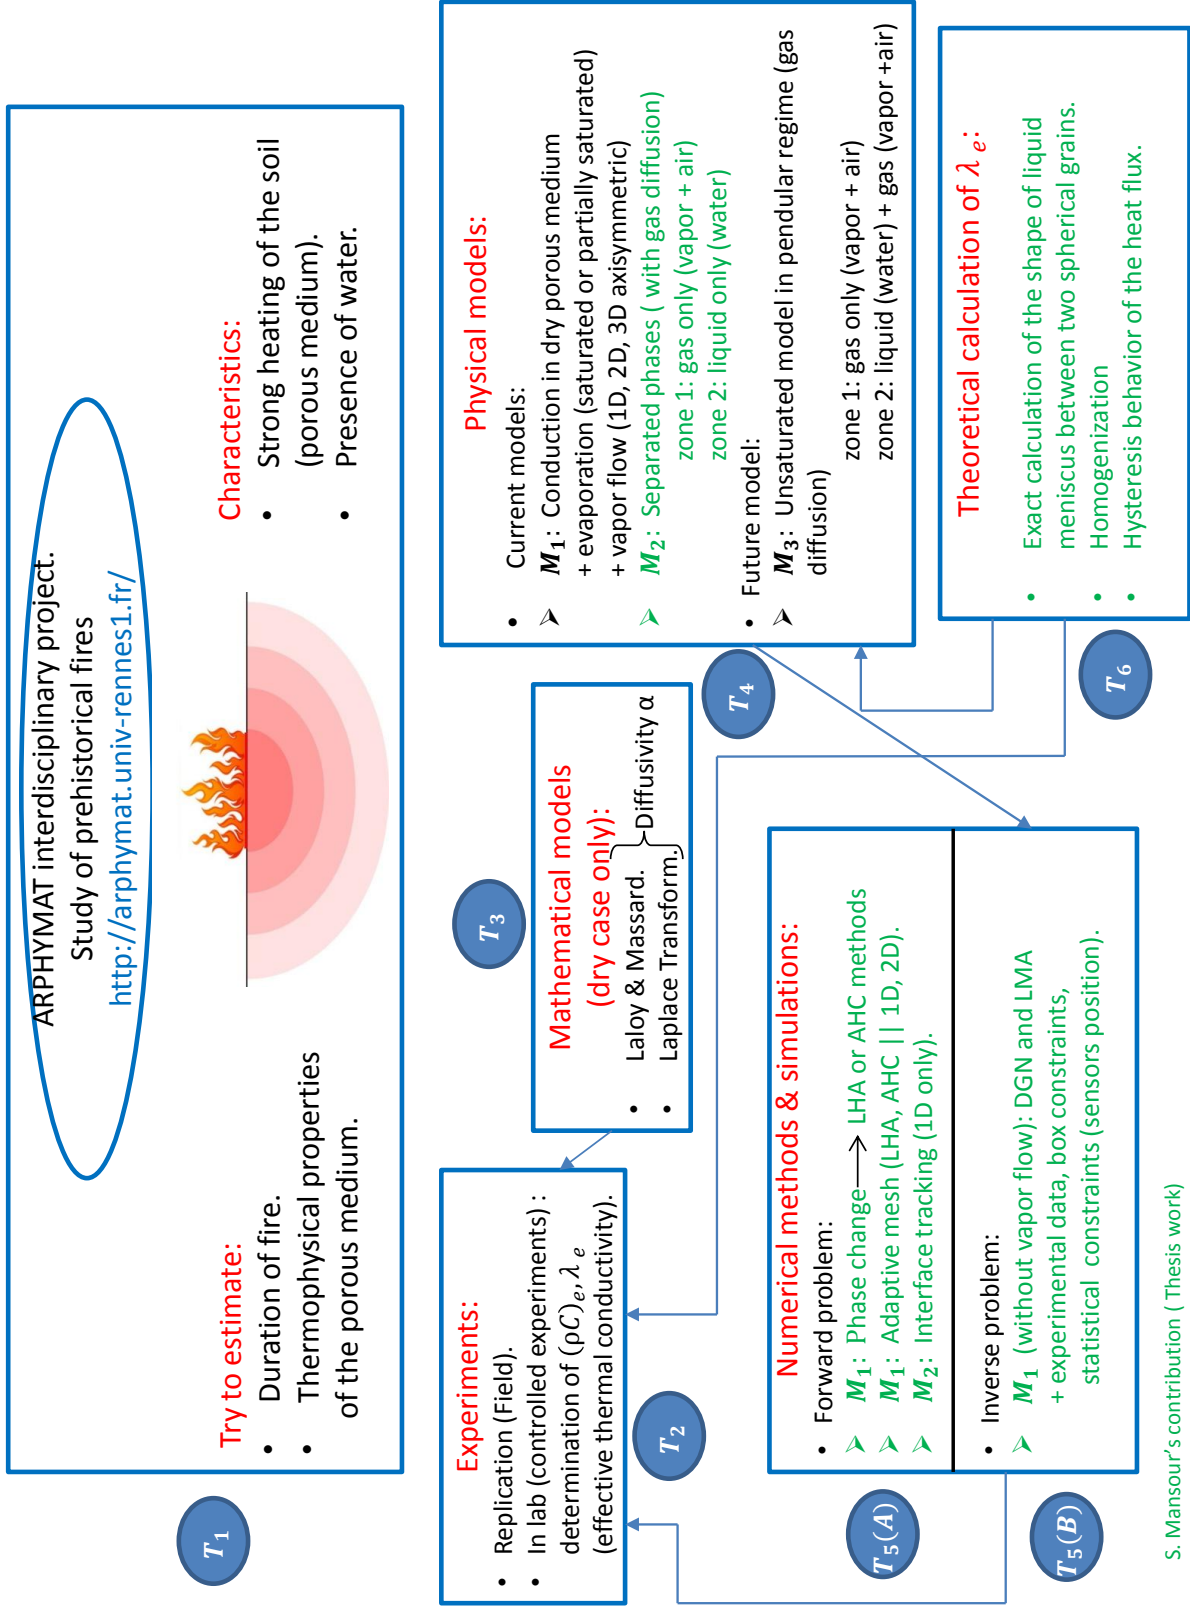 ARPHYMAT interdisciplinary project.
Study of prehistorical fires
http://arphymat.univ-rennes1.fr/
T₁
Try to estimate:
• Duration of fire.
• Thermophysical properties
of the porous medium.
Characteristics:
• Strong heating of the soil
(porous medium).
• Presence of water.
Experiments:
• Replication (Field).
• In lab (controlled experiments) :
determination of (ρC)ₑ, λₑ
(effective thermal conductivity).
T₂
T₃
Mathematical models
(dry case only):
• Laloy & Massard.
• Laplace Transform.
Diffusivity α
T₄
Physical models:
• Current models:
➢ M₁: Conduction in dry porous medium
+ evaporation (saturated or partially saturated)
+ vapor flow (1D, 2D, 3D axisymmetric)
➢ M₂: Separated phases ( with gas diffusion)
zone 1: gas only (vapor + air)
zone 2: liquid only (water)
• Future model:
➢ M₃: Unsaturated model in pendular regime (gas
diffusion)
zone 1: gas only (vapor + air)
zone 2: liquid (water) + gas (vapor +air)
T₅(A)
Numerical methods & simulations:
• Forward problem:
➢ M₁: Phase change ⟶ LHA or AHC methods
➢ M₁: Adaptive mesh (LHA, AHC || 1D, 2D).
➢ M₂: Interface tracking (1D only).
T₅(B)
• Inverse problem:
➢ M₁ (without vapor flow): DGN and LMA
+ experimental data, box constraints,
statistical constraints (sensors position).
T₆
Theoretical calculation of λₑ:
• Exact calculation of the shape of liquid
meniscus between two spherical grains.
• Homogenization
• Hysteresis behavior of the heat flux.
S. Mansour's contribution ( Thesis work)